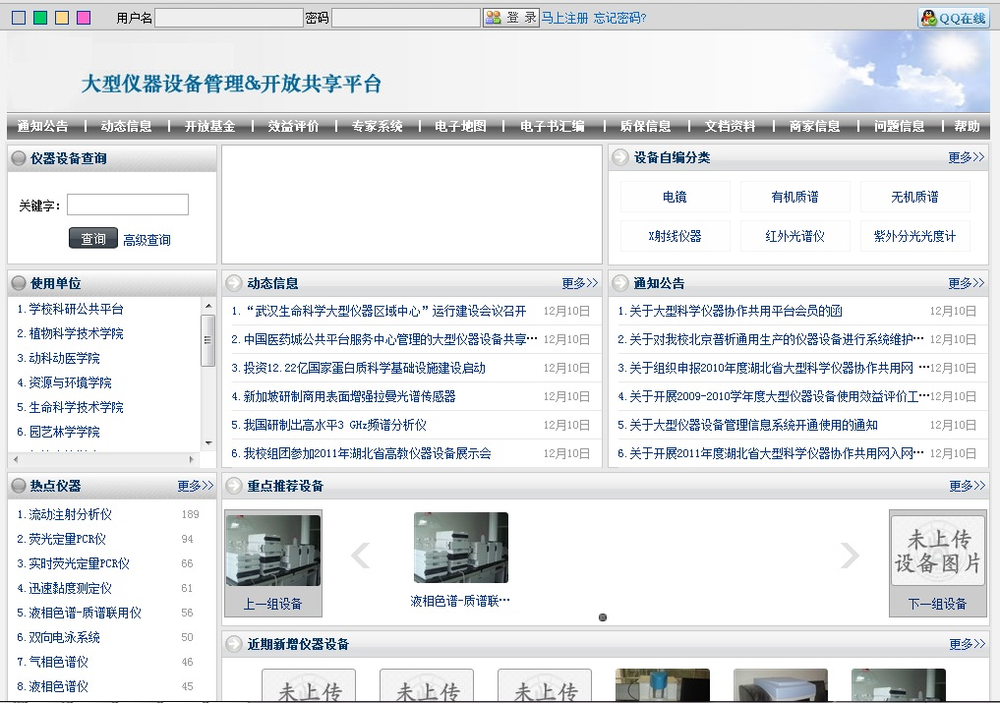 用户名 密码 登 录 马上注册 忘记密码? QQ在线
大型仪器设备管理&开放共享平台
通知公告 动态信息 开放基金 效益评价 专家系统 电子地图 电子书汇编 质保信息 文档资料 商家信息 问题信息 帮助
仪器设备查询
关键字:
查询 高级查询
设备自编分类 更多>>
电镜 有机质谱 无机质谱
X射线仪器 红外光谱仪 紫外分光光度计
使用单位
1.学校科研公共平台
2.植物科学技术学院
3.动科动医学院
4.资源与环境学院
5.生命科学技术学院
6.园艺林学学院
动态信息 更多>>
1.“武汉生命科学大型仪器区域中心”运行建设会议召开 12月10日
2.中国医药城公共平台服务中心管理的大型仪器设备共享··· 12月10日
3.投资12.22亿国家蛋白质科学基础设施建设启动 12月10日
4.新加坡研制商用表面增强拉曼光谱传感器 12月10日
5.我国研制出高水平3 GHz频谱分析仪 12月10日
6.我校组团参加2011年湖北省高教仪器设备展示会 12月10日
通知公告 更多>>
1.关于大型科学仪器协作共用平台会员的函 12月10日
2.关于对我校北京普析通用生产的仪器设备进行系统维护··· 12月10日
3.关于组织申报2010年度湖北省大型科学仪器协作共用网 ··· 12月10日
4.关于开展2009-2010学年度大型仪器设备使用效益评价工··· 12月10日
5.关于大型仪器设备管理信息系统开通使用的通知 12月10日
6.关于开展2011年度湖北省大型科学仪器协作共用网入网··· 12月10日
热点仪器 更多>>
1.流动注射分析仪 189
2.荧光定量PCR仪 94
3.实时荧光定量PCR仪 66
4.迅速黏度测定仪 61
5.液相色谱-质谱联用仪 56
6.双向电泳系统 50
7.气相色谱仪 46
8.液相色谱仪 45
重点推荐设备 更多>>
上一组设备
液相色谱-质谱联···
未上传
设备图片
下一组设备
近期新增仪器设备 更多>>
未上传 未上传 未上传